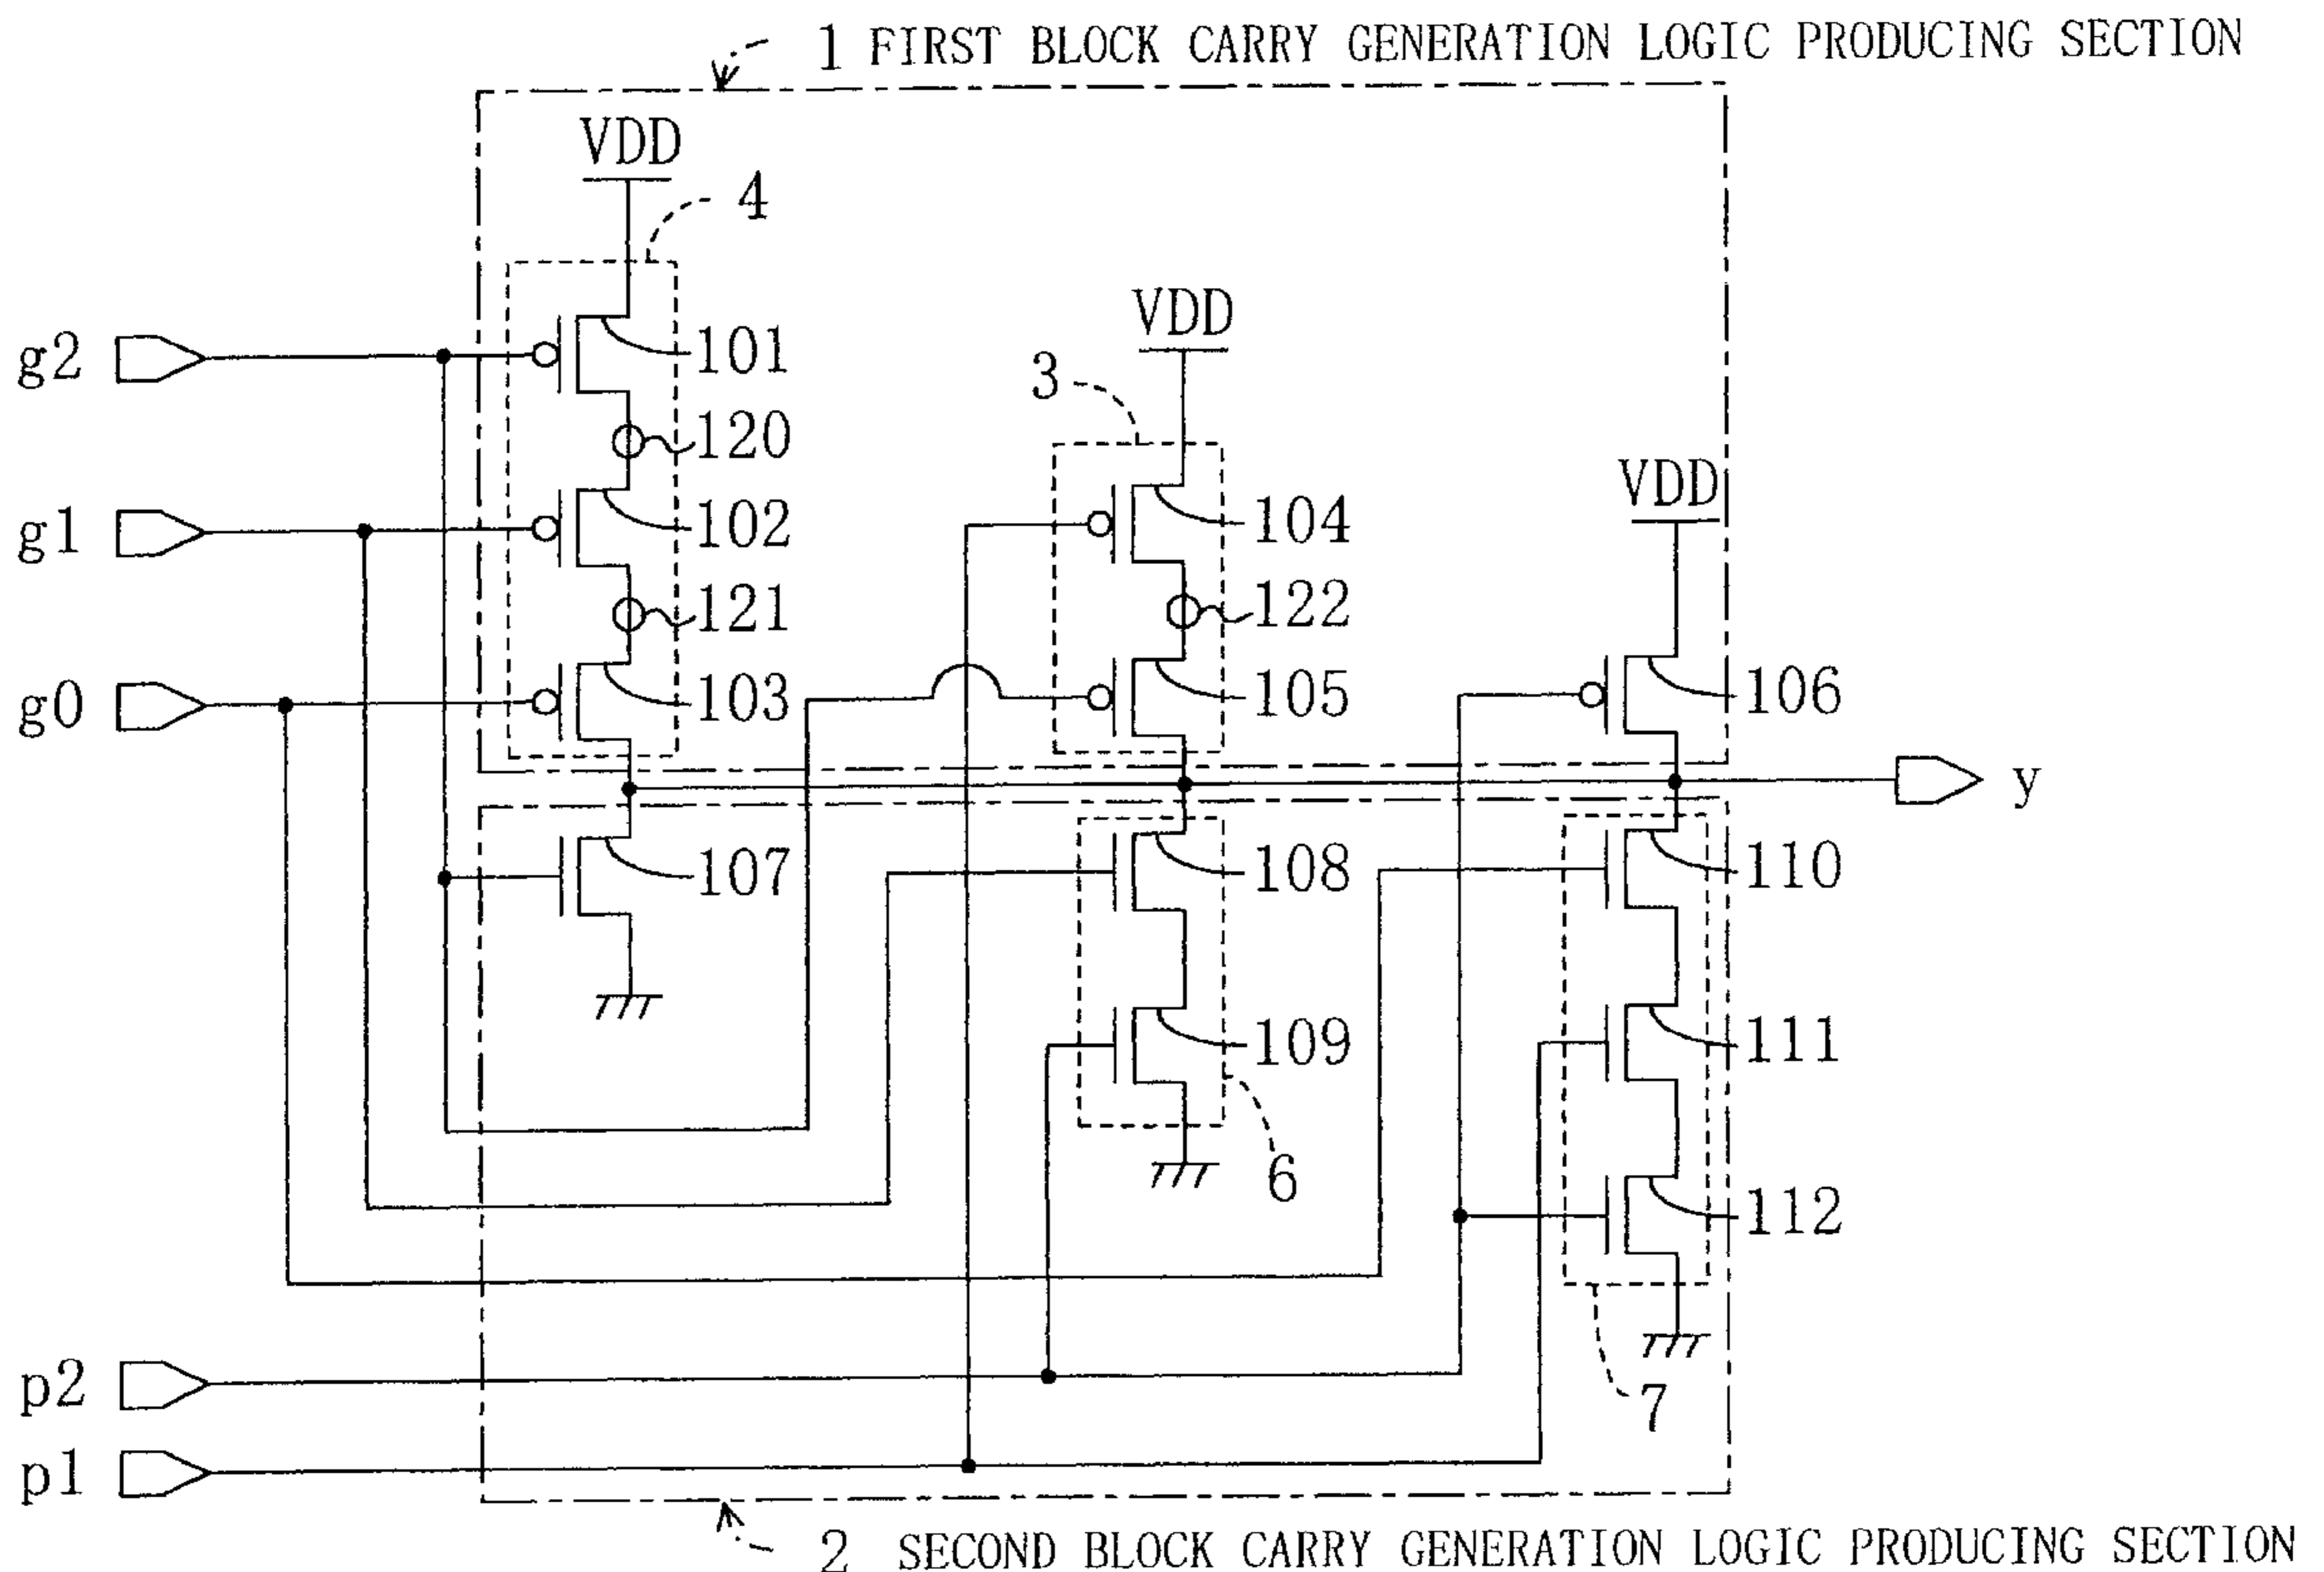 1 FIRST BLOCK CARRY GENERATION LOGIC PRODUCING SECTION
VDD
4
g2
101
VDD
3
120
g1
102
104
VDD
121
122
g0
103
105
106
y
107
108
110
109
111
6
112
p2
7
p1
2 SECOND BLOCK CARRY GENERATION LOGIC PRODUCING SECTION